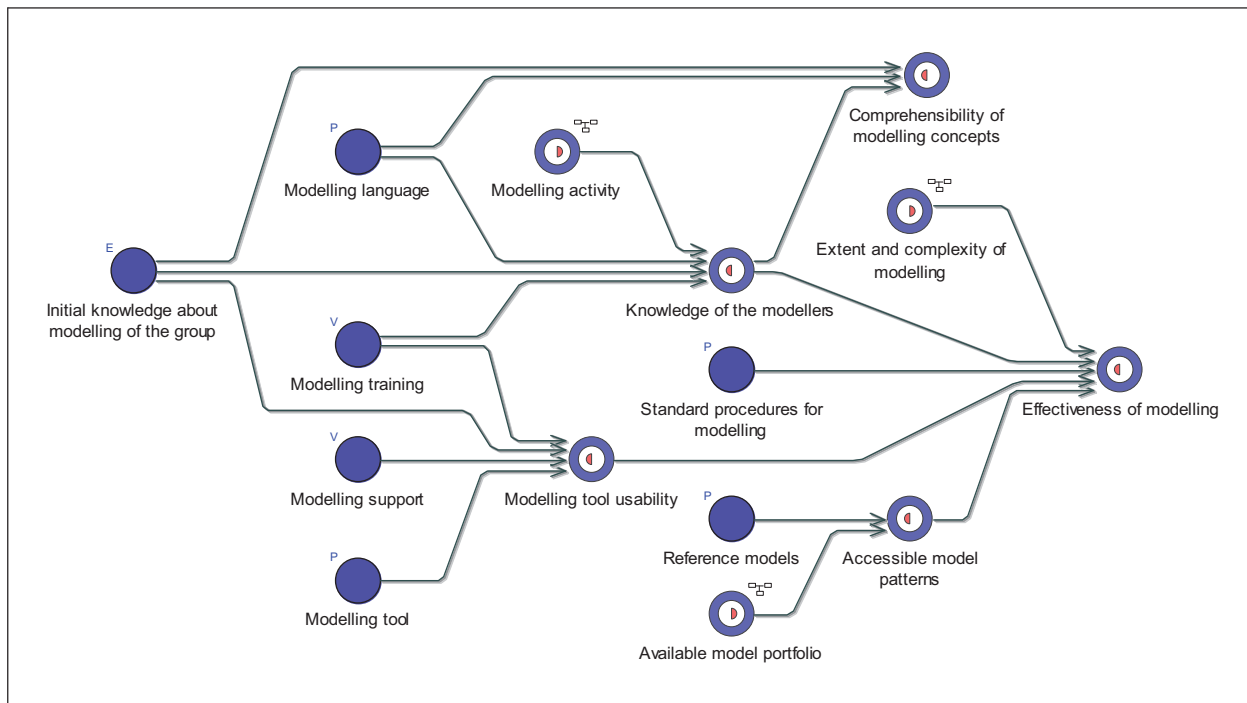 Comprehensibility of
modelling concepts
P
Modelling language
Modelling activity
Extent and complexity of
modelling
E
Initial knowledge about
modelling of the group
Knowledge of the modellers
V
Modelling training
P
Standard procedures for
modelling
Effectiveness of modelling
V
Modelling support
Modelling tool usability
P
Reference models
Accessible model
patterns
P
Modelling tool
Available model portfolio